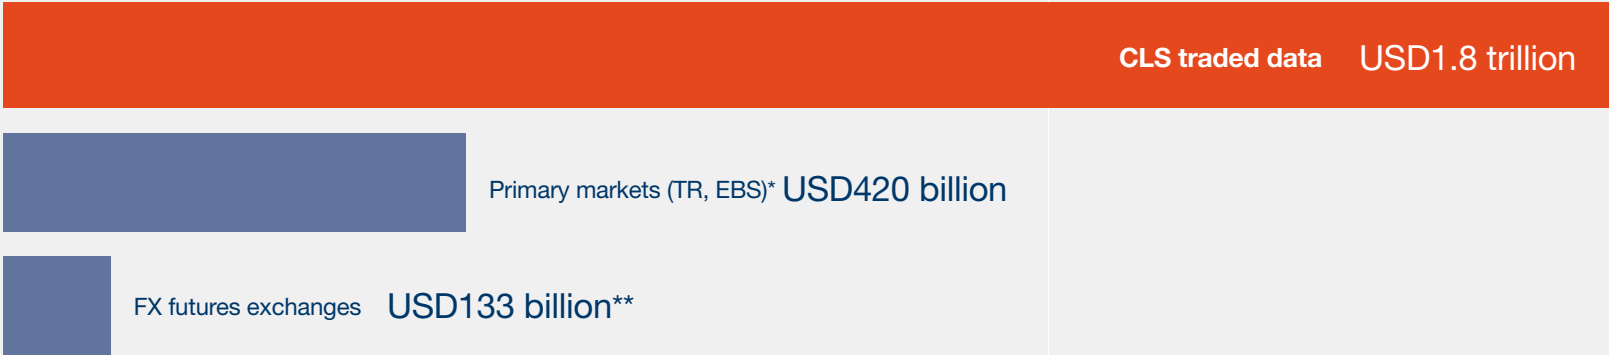 CLS traded data USD1.8 trillion
Primary markets (TR, EBS)* USD420 billion
FX futures exchanges USD133 billion**